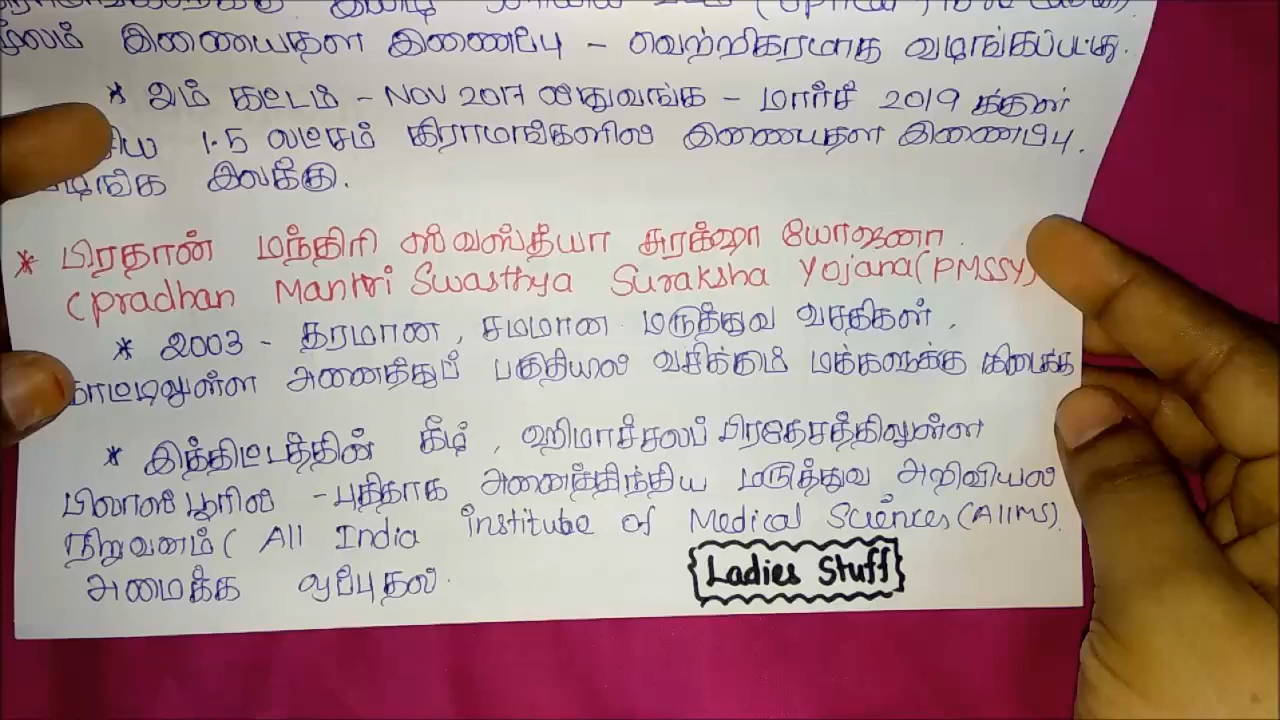 மூலம் இணையதள இணைப்பு - வெற்றிகரமாக வழங்கப்பட்டது.
* 2ம் கட்டம் - NOV 2017 துவங்க - மார்ச் 2019 க்குள்
1.5 லட்சம் கிராமங்களில் இணையதள இணைப்பு.
இலக்கு.
* பிரதான் மந்திரி ஸ்வஸ்தியா சுரக்ஷா யோஜனா.
(Pradhan Mantri Swasthya Suraksha Yojana (PMSSY)
* 2003 - தரமான, சமமான மருத்துவ வசதிகள்,
நாட்டிலுள்ள அனைத்துப் பகுதியில் வசிக்கும் மக்களுக்கு கிடைக்க
* இத்திட்டத்தின் கீழ், ஹிமாச்சலப் பிரதேசத்திலுள்ள
பிலாஸ்பூரில் - புதிதாக அனைத்திந்திய மருத்துவ அறிவியல்
நிறுவனம் ( All India Institute of Medical Sciences (AIIMS).
அமைக்க ஒப்புதல்.
Ladies Stuff